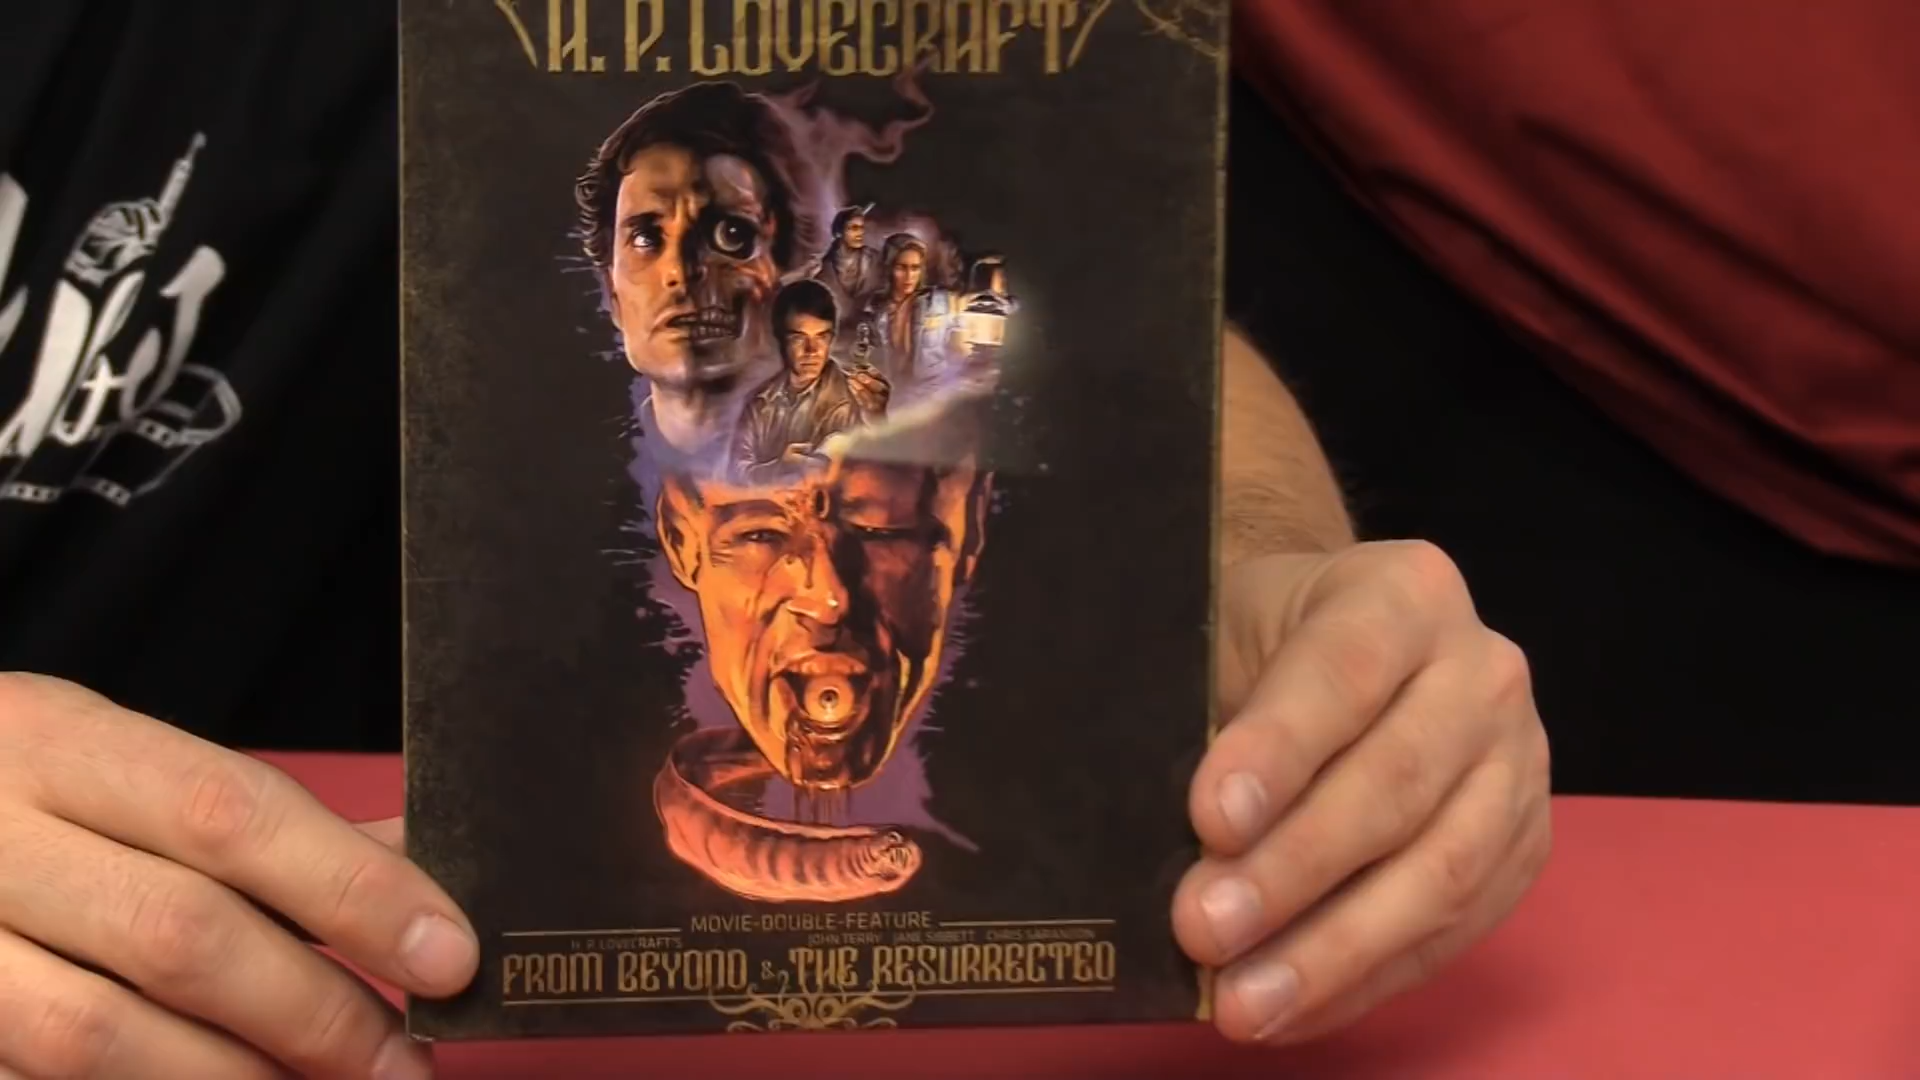 H. P. LOVECRAFT
MOVIE-DOUBLE-FEATURE
H. P. LOVECRAFT'S
JOHN TERRY JANE SIBBETT CHRIS SARANDON
FROM BEYOND & THE RESURRECTED